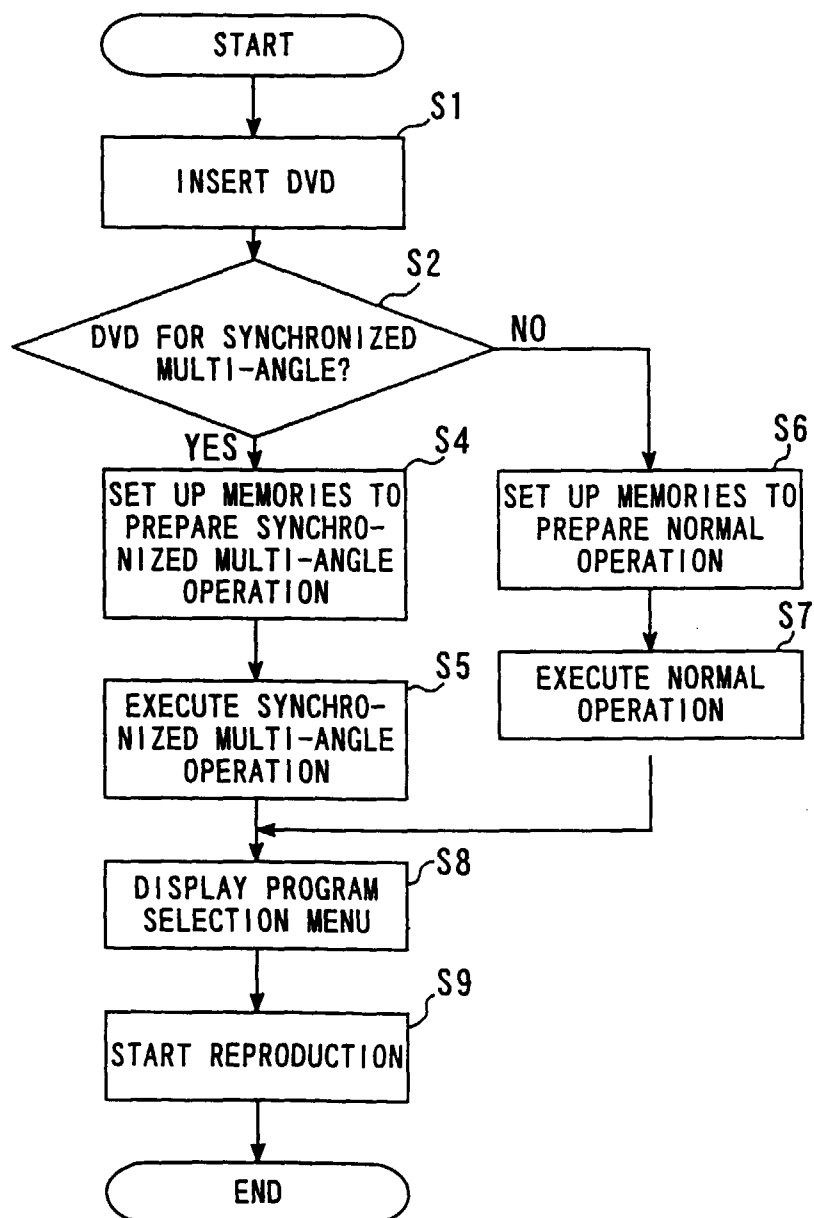 START
S1
INSERT DVD
S2
DVD FOR SYNCHRONIZED
MULTI-ANGLE?
NO
YES
S4
SET UP MEMORIES TO
PREPARE SYNCHRO-
NIZED MULTI-ANGLE
OPERATION
S6
SET UP MEMORIES TO
PREPARE NORMAL
OPERATION
S5
EXECUTE SYNCHRO-
NIZED MULTI-ANGLE
OPERATION
S7
EXECUTE NORMAL
OPERATION
S8
DISPLAY PROGRAM
SELECTION MENU
S9
START REPRODUCTION
END